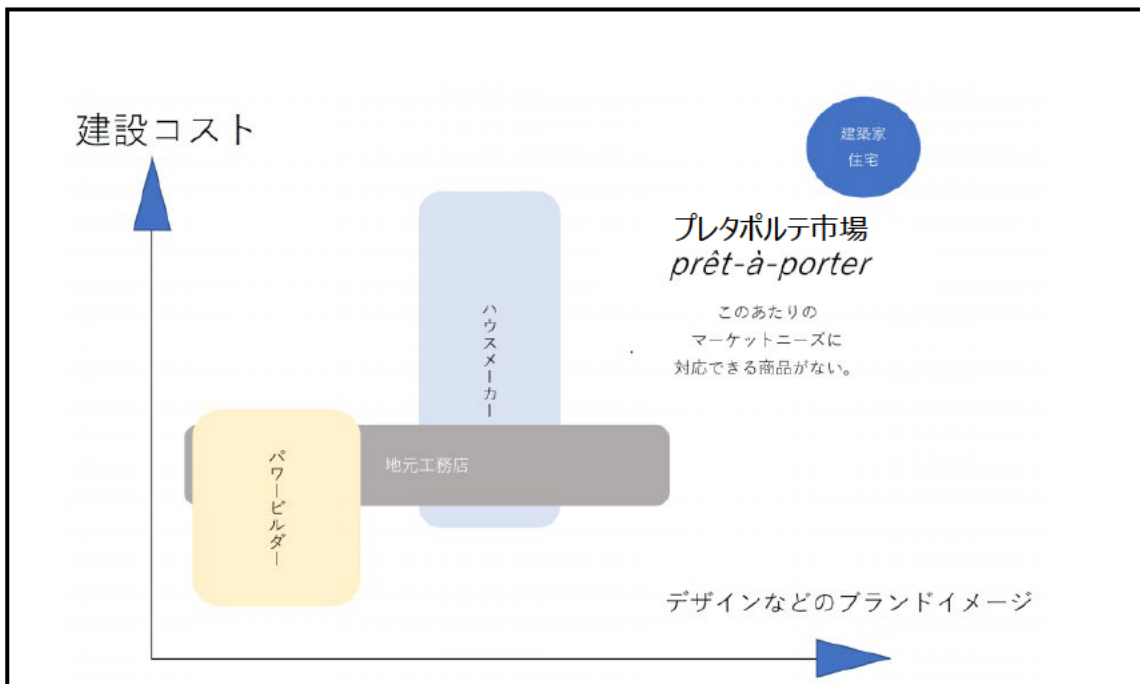 建設コスト
建築家
住宅
プレタポルテ市場
prêt-à-porter
このあたりの
マーケットニーズに
対応できる商品がない。
ハウスメーカー
地元工務店
パワービルダー
デザインなどのブランドイメージ